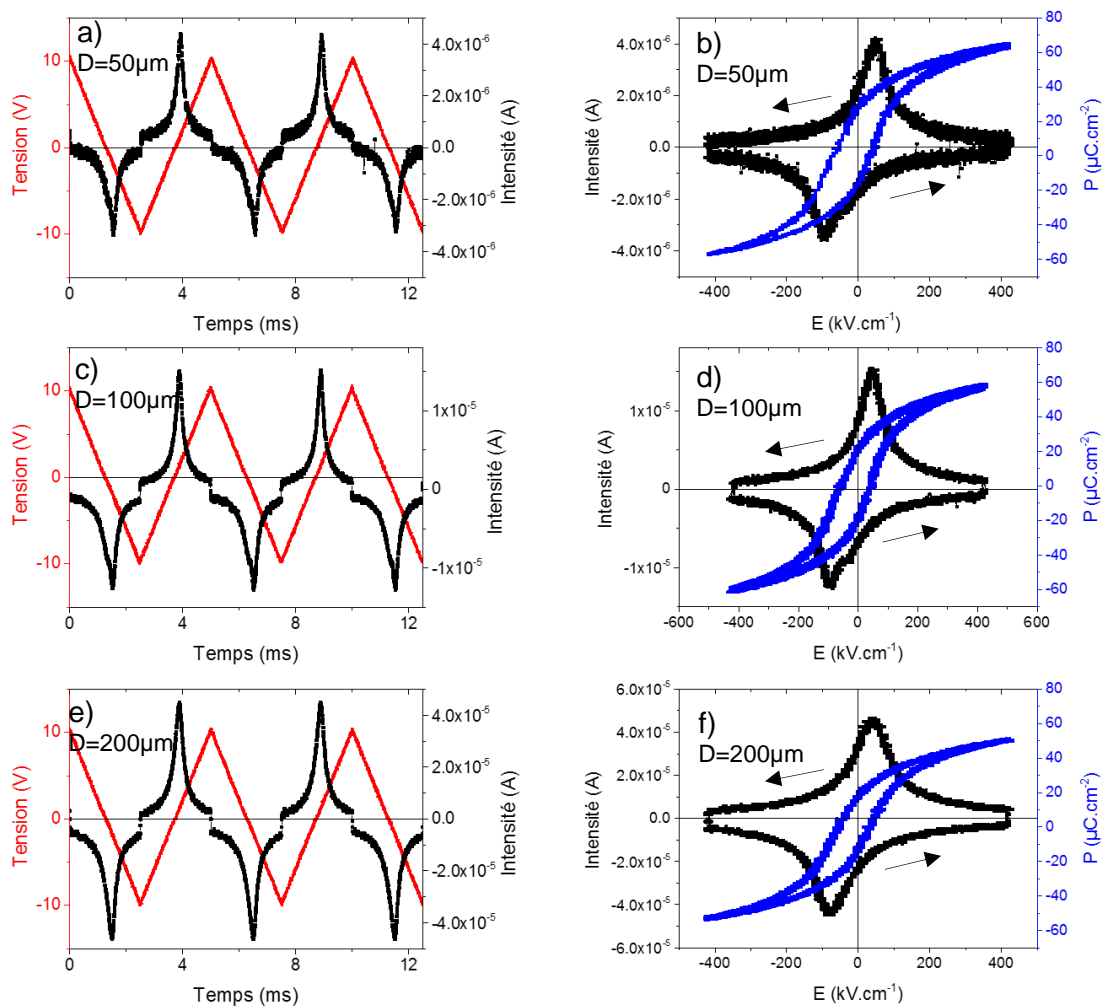 a)
D=50µm
10
0
-10
Tension (V)
4.0x10⁻⁶
2.0x10⁻⁶
0.0
-2.0x10⁻⁶
-4.0x10⁻⁶
Intensité (A)
0 4 8 12
Temps (ms)
b)
D=50µm
4.0x10⁻⁶
2.0x10⁻⁶
0.0
-2.0x10⁻⁶
-4.0x10⁻⁶
Intensité (A)
80
60
40
20
0
-20
-40
-60
P (µC.cm⁻²)
-400 -200 0 200 400
E (kV.cm⁻¹)
c)
D=100µm
10
0
-10
Tension (V)
1x10⁻⁵
0
-1x10⁻⁵
Intensité (A)
0 4 8 12
Temps (ms)
d)
D=100µm
1x10⁻⁵
0
-1x10⁻⁵
Intensité (A)
80
60
40
20
0
-20
-40
-60
P (µC.cm⁻²)
-600 -400 -200 0 200 400 600
E (kV.cm⁻¹)
e)
D=200µm
10
0
-10
Tension (V)
4.0x10⁻⁵
2.0x10⁻⁵
0.0
-2.0x10⁻⁵
-4.0x10⁻⁵
Intensité (A)
0 4 8 12
Temps (ms)
f)
D=200µm
6.0x10⁻⁵
4.0x10⁻⁵
2.0x10⁻⁵
0.0
-2.0x10⁻⁵
-4.0x10⁻⁵
-6.0x10⁻⁵
Intensité (A)
80
60
40
20
0
-20
-40
-60
P (µC.cm⁻²)
-400 -200 0 200 400
E (kV.cm⁻¹)